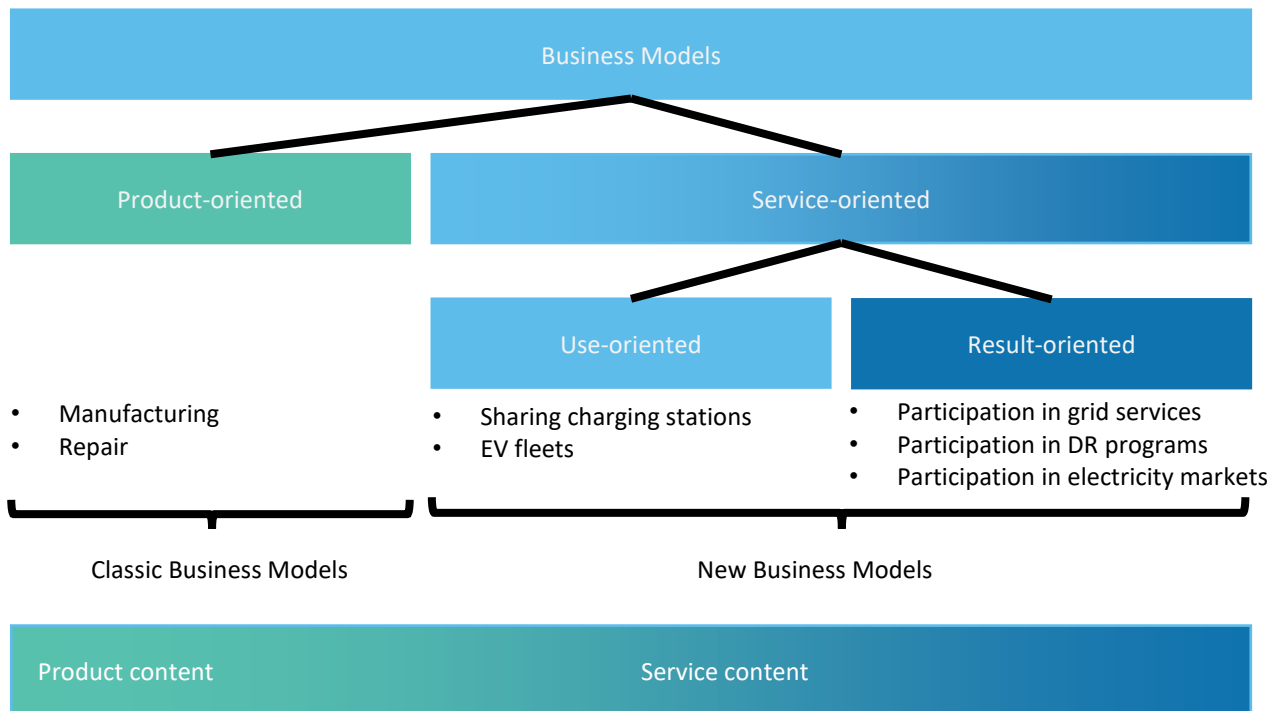 Business Models
Product-oriented
Service-oriented
Use-oriented
Result-oriented
• Manufacturing
• Repair
• Sharing charging stations
• EV fleets
• Participation in grid services
• Participation in DR programs
• Participation in electricity markets
Classic Business Models
New Business Models
Product content
Service content